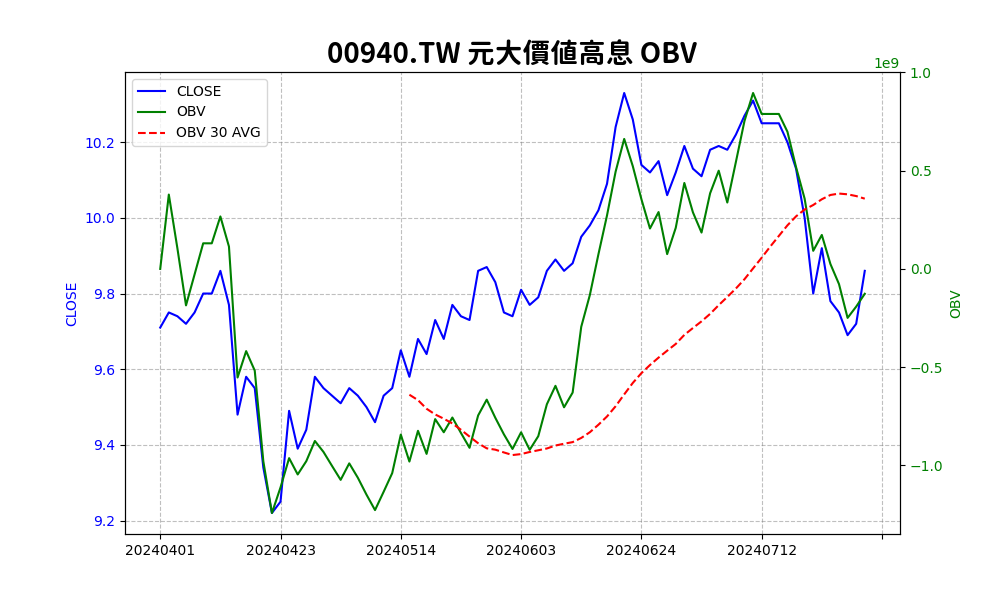 00940.TW 元大價值高息 OBV
1e9
CLOSE
OBV
OBV 30 AVG
CLOSE
10.2
10.0
9.8
9.6
9.4
9.2
1.0
0.5
0.0
−0.5
−1.0
OBV
20240401 20240423 20240514 20240603 20240624 20240712